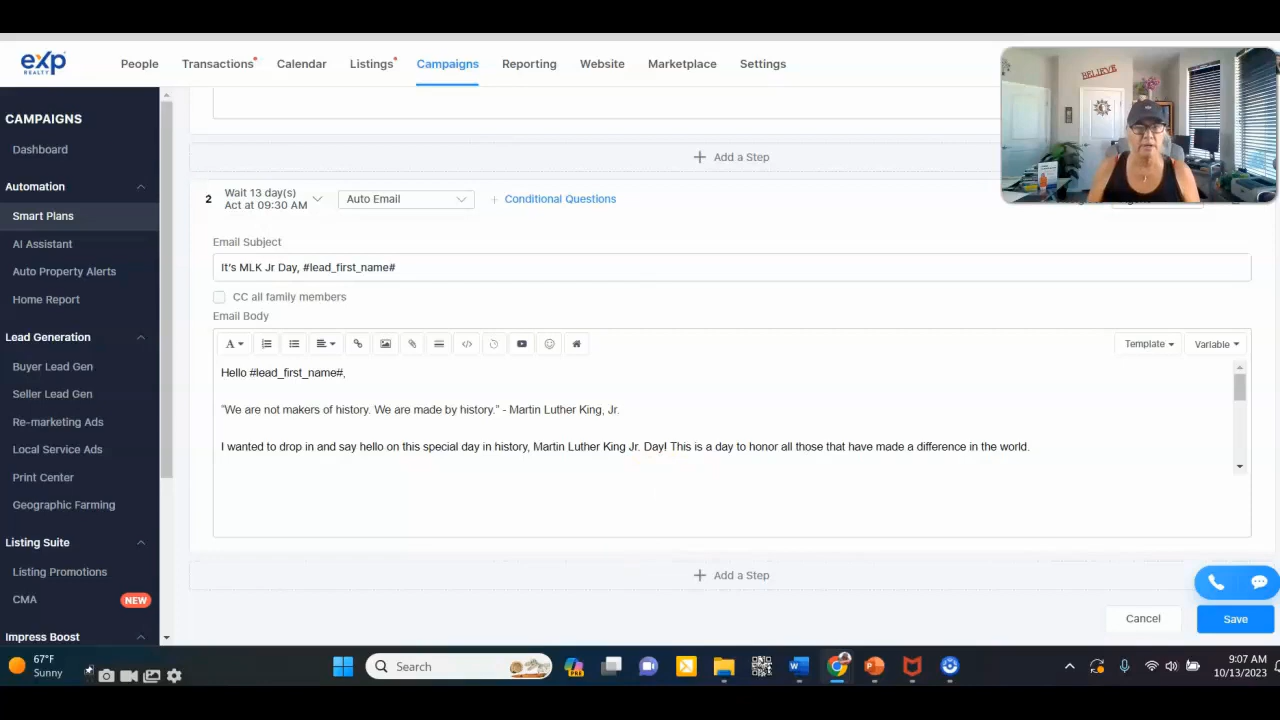 exp
REALTY
People
Transactions
Calendar
Listings
Campaigns
Reporting
Website
Marketplace
Settings
BELIEVE
CAMPAIGNS
Dashboard
Automation
Smart Plans
AI Assistant
Auto Property Alerts
Home Report
Lead Generation
Buyer Lead Gen
Seller Lead Gen
Re-marketing Ads
Local Service Ads
Print Center
Geographic Farming
Listing Suite
Listing Promotions
CMA NEW
Impress Boost
+ Add a Step
2
Wait 13 day(s)
Act at 09:30 AM
Auto Email
+ Conditional Questions
Email Subject
It's MLK Jr Day, #lead_first_name#
CC all family members
Email Body
A
Template
Variable
Hello #lead_first_name#,
"We are not makers of history. We are made by history." - Martin Luther King, Jr.
I wanted to drop in and say hello on this special day in history, Martin Luther King Jr. Day! This is a day to honor all those that have made a difference in the world.
+ Add a Step
Cancel
Save
67°F
Sunny
Search
PRE
9:07 AM
10/13/2023